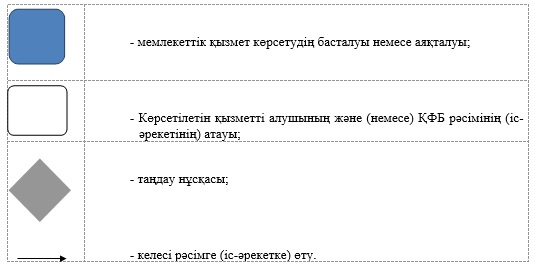 - мемлекеттік қызмет көрсетудің басталуы немесе аяқталуы;
- Көрсетілетін қызметті алушының және (немесе) ҚФБ рәсімінің (іс-
әрекетінің) атауы;
- таңдау нұсқасы;
- келесі рәсімге (іс-әрекетке) өту.